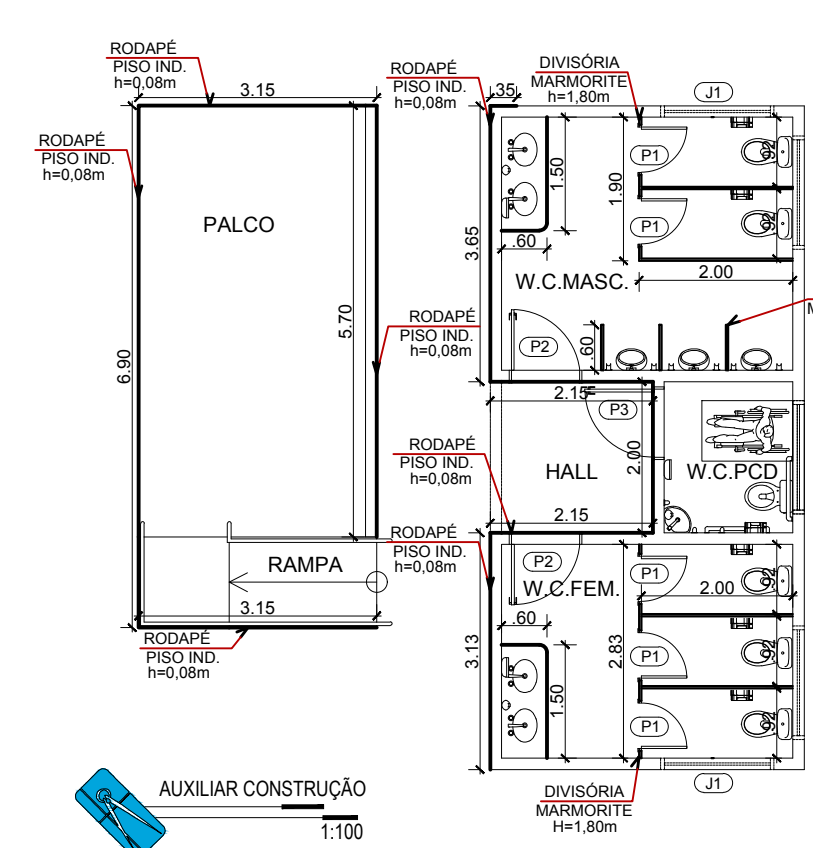 RODAPÉ
PISO IND.
h=0,08m
3.15
RODAPÉ
PISO IND.
h=0,08m
PALCO
6.90
5.70
RAMPA
3.15
RODAPÉ
PISO IND.
h=0,08m
RODAPÉ
PISO IND.
h=0,08m
.35
DIVISÓRIA
MARMORITE
h=1,80m
J1
P1
1.50
1.90
P1
.60
2.00
3.65
W.C.MASC.
RODAPÉ
PISO IND.
h=0,08m
P2
.60
M
2.15
P3
RODAPÉ
PISO IND.
h=0,08m
HALL
2.00
W.C.PCD
2.15
RODAPÉ
PISO IND.
h=0,08m
P2
P1
W.C.FEM.
2.00
.60
3.13
2.83
P1
1.50
P1
DIVISÓRIA
MARMORITE
H=1,80m
J1
AUXILIAR CONSTRUÇÃO
1:100